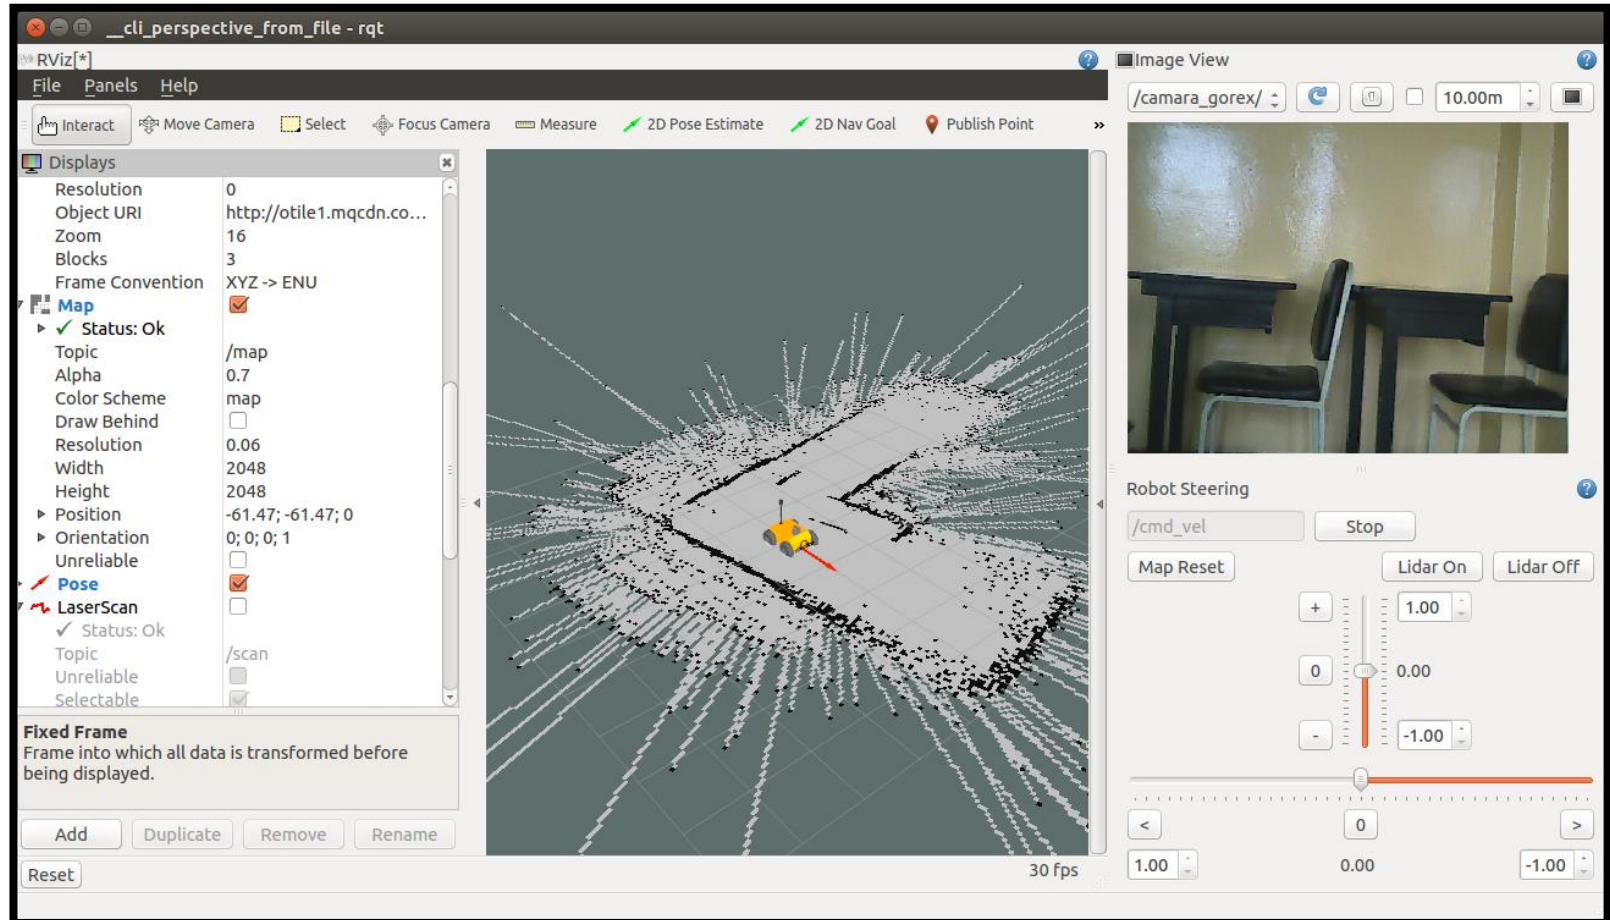 __cli_perspective_from_file - rqt
RViz[*]
File Panels Help
Interact Move Camera Select Focus Camera Measure 2D Pose Estimate 2D Nav Goal Publish Point »
Displays
Resolution 0
Object URI http://otile1.mqcdn.co...
Zoom 16
Blocks 3
Frame Convention XYZ -> ENU
Map
Status: Ok
Topic /map
Alpha 0.7
Color Scheme map
Draw Behind
Resolution 0.06
Width 2048
Height 2048
Position -61.47; -61.47; 0
Orientation 0; 0; 0; 1
Unreliable
Pose
LaserScan
Status: Ok
Topic /scan
Unreliable
Selectable
Fixed Frame
Frame into which all data is transformed before
being displayed.
Add Duplicate Remove Rename
Reset
30 fps
Image View
/camara_gorex/ 10.00m
Robot Steering
/cmd_vel Stop
Map Reset Lidar On Lidar Off
+ 1.00
0 0.00
- -1.00
< 0 >
1.00 0.00 -1.00